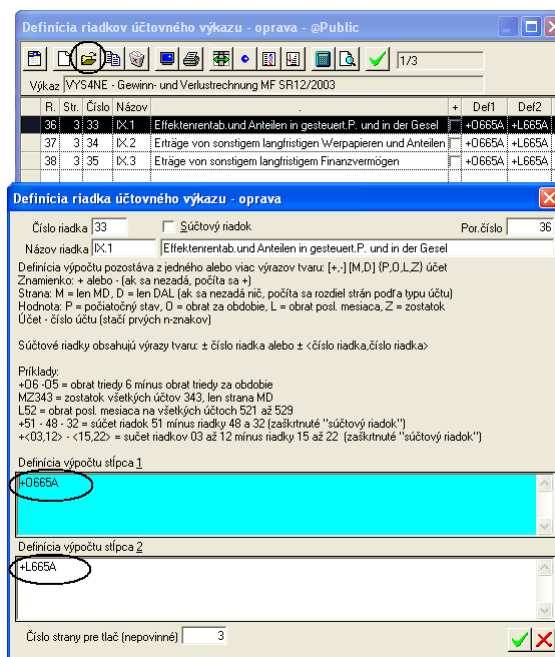 Definícia riadkov účtovného výkazu - oprava - @Public
1/3
Výkaz VYS4NE - Gewinn- und Verlustrechnung MF SR12/2003
R. Str. Číslo Názov . + Def1 Def2
36 3 33 IX.1 Effektenrentab.und Anteilen in gesteuert.P. und in der Gesel +O665A +L665A
37 3 34 IX.2 Erträge von sonstigem langfristigen Werpapieren und Anteilen +O665A +L665A
38 3 35 IX.3 Eträge von sonstigem langfristigem Finanzvermögen +O665A +L665A
Definícia riadka účtovného výkazu - oprava
Číslo riadka 33 Súčtový riadok Por.číslo 36
Názov riadka IX.1 Effektenrentab.und Anteilen in gesteuert.P. und in der Gesel
Definícia výpočtu pozostáva z jedného alebo viac výrazov tvaru: [+,-] [M,D] {P,O,L,Z} účet
Znamienko: + alebo - (ak sa nezadá, počíta sa +)
Strana: M = len MD, D = len DAL (ak sa nezadá nič, počíta sa rozdiel strán podľa typu účtu)
Hodnota: P = počiatočný stav, O = obrat za obdobie, L = obrat posl. mesiaca, Z = zostatok
Účet - číslo účtu (stačí prvých n-znakov)
Súčtové riadky obsahujú výrazy tvaru: ± číslo riadka alebo ± <číslo riadka,číslo riadka>
Príklady:
+O6 -O5 = obrat triedy 6 mínus obrat triedy za obdobie
MZ343 = zostatok všetkých účtov 343, len strana MD
L52 = obrat posl. mesiaca na všetkých účtoch 521 až 529
+51 - 48 - 32 = súčet riadok 51 mínus riadky 48 a 32 (zaškrtnuté "súčtový riadok")
+<03,12> - <15,22> = sučet riadkov 03 až 12 mínus riadky 15 až 22 (zaškrtnuté "súčtový riadok")
Definícia výpočtu stĺpca 1
+O665A
Definícia výpočtu stĺpca 2
+L665A
Číslo strany pre tlač (nepovinné) 3